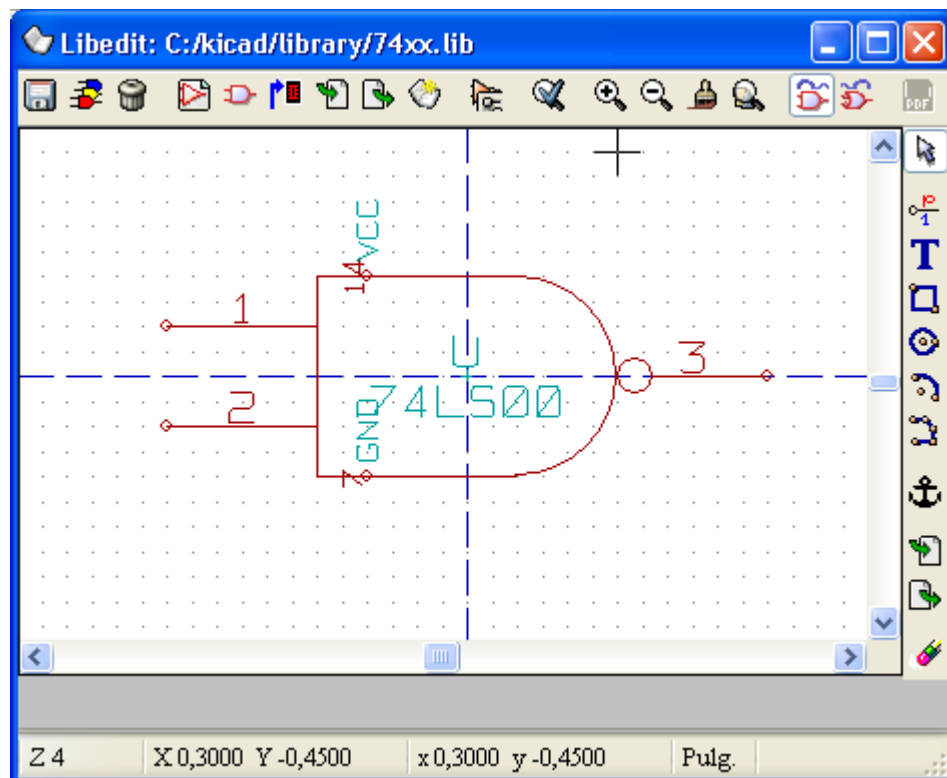 Libedit: C:/kicad/library/74xx.lib
PDF
p
1
T
VCC
14
1
U
3
74LS00
2
GND
7
Z 4 X 0,3000 Y -0,4500 x 0,3000 y -0,4500 Pulg.